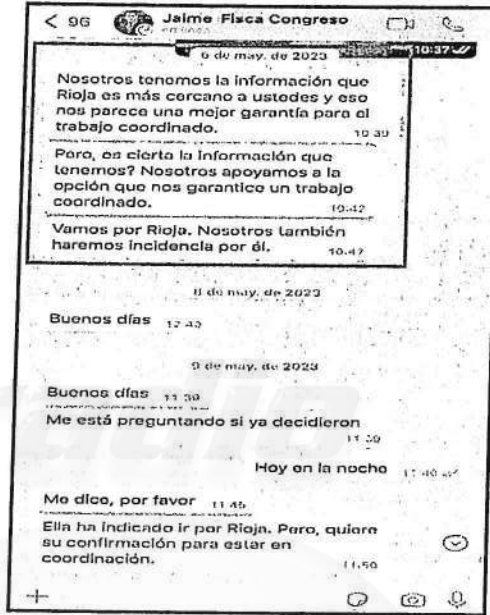 < 96 Jaime Fisca Congreso
en línea
10:37
6 de may. de 2023
Nosotros tenemos la información que
Rioja es más cercano a ustedes y eso
nos parece una mejor garantía para el
trabajo coordinado.
10:39
Pero, es cierta la información que
tenemos? Nosotros apoyamos a la
opción que nos garantice un trabajo
coordinado.
10:42
Vamos por Rioja. Nosotros también
haremos incidencia por él.
10:47
8 de may. de 2023
Buenos días
9 de may. de 2023
Buenos días 11:39
Me está preguntando si ya decidieron
11:39
Hoy en la noche 11:40
Me dice, por favor 11:45
Ella ha indicado ir por Rioja. Pero, quiere
su confirmación para estar en
coordinación.
11:50
radio